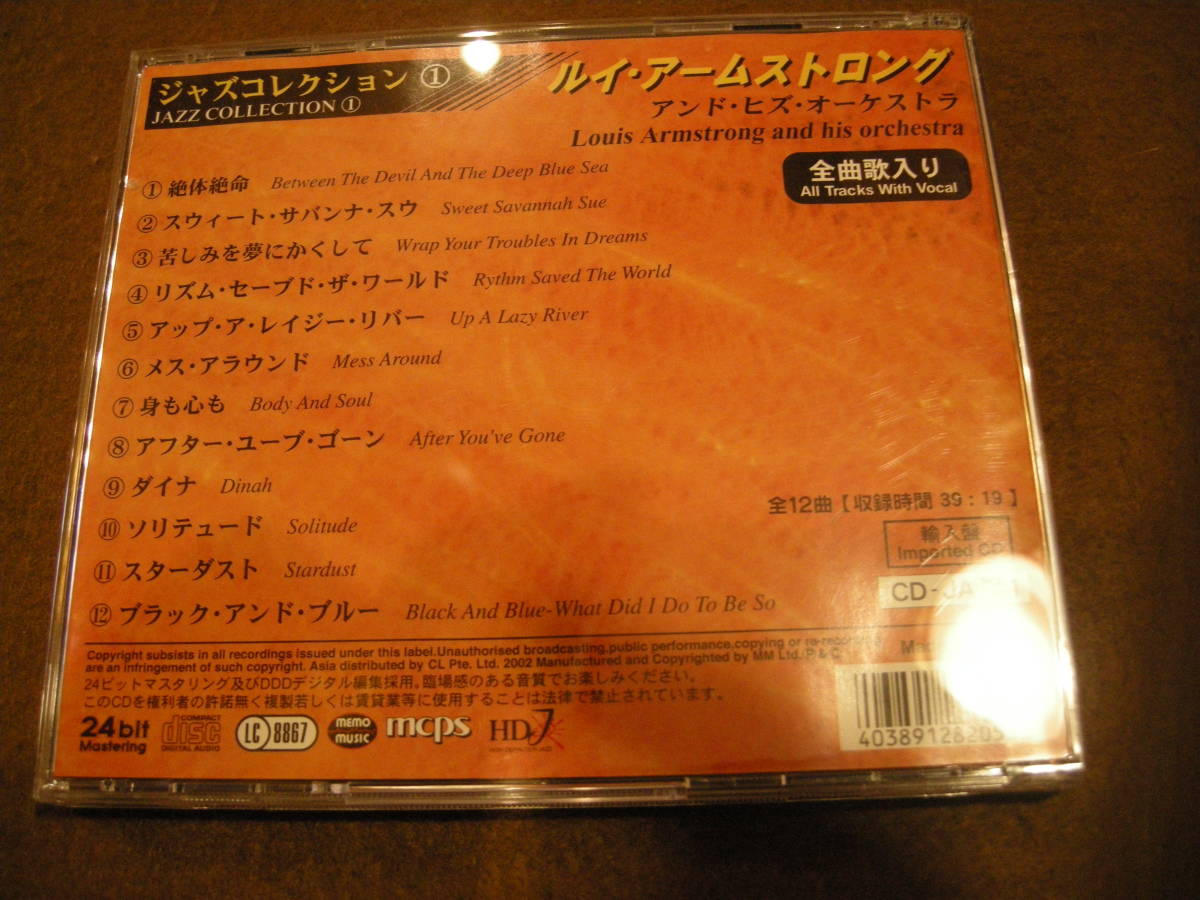 ジャズコレクション ①
JAZZ COLLECTION ①
ルイ・アームストロング
アンド・ヒズ・オーケストラ
Louis Armstrong and his orchestra
全曲歌入り
All Tracks With Vocal
① 絶体絶命 Between The Devil And The Deep Blue Sea
② スウィート・サバンナ・スウ Sweet Savannah Sue
③ 苦しみを夢にかくして Wrap Your Troubles In Dreams
④ リズム・セーブド・ザ・ワールド Rythm Saved The World
⑤ アップ・ア・レイジー・リバー Up A Lazy River
⑥ メス・アラウンド Mess Around
⑦ 身も心も Body And Soul
⑧ アフター・ユーブ・ゴーン After You've Gone
⑨ ダイナ Dinah
⑩ ソリテュード Solitude
⑪ スターダスト Stardust
⑫ ブラック・アンド・ブルー Black And Blue-What Did I Do To Be So
全12曲【収録時間 39:19】
輸入盤
Imported CD
CD-
Copyright subsists in all recordings issued under this label.Unauthorised broadcasting.public performance.copying or re-recording
are an infringement of such copyright. Asia distributed by CL Pte. Ltd. 2002 Manufactured and Copyrighted by MM Ltd./P & C.
24ビットマスタリング及びDDDデジタル編集採用。臨場感のある音質でお楽しみください。
このCDを権利者の許諾無く複製若しくは賃貸業等に使用することは法律で禁止されています。
24bit
Mastering
COMPACT
disc
DIGITAL AUDIO
LC 8867
MEMO
MUSIC
mcps
HD J
40389128205